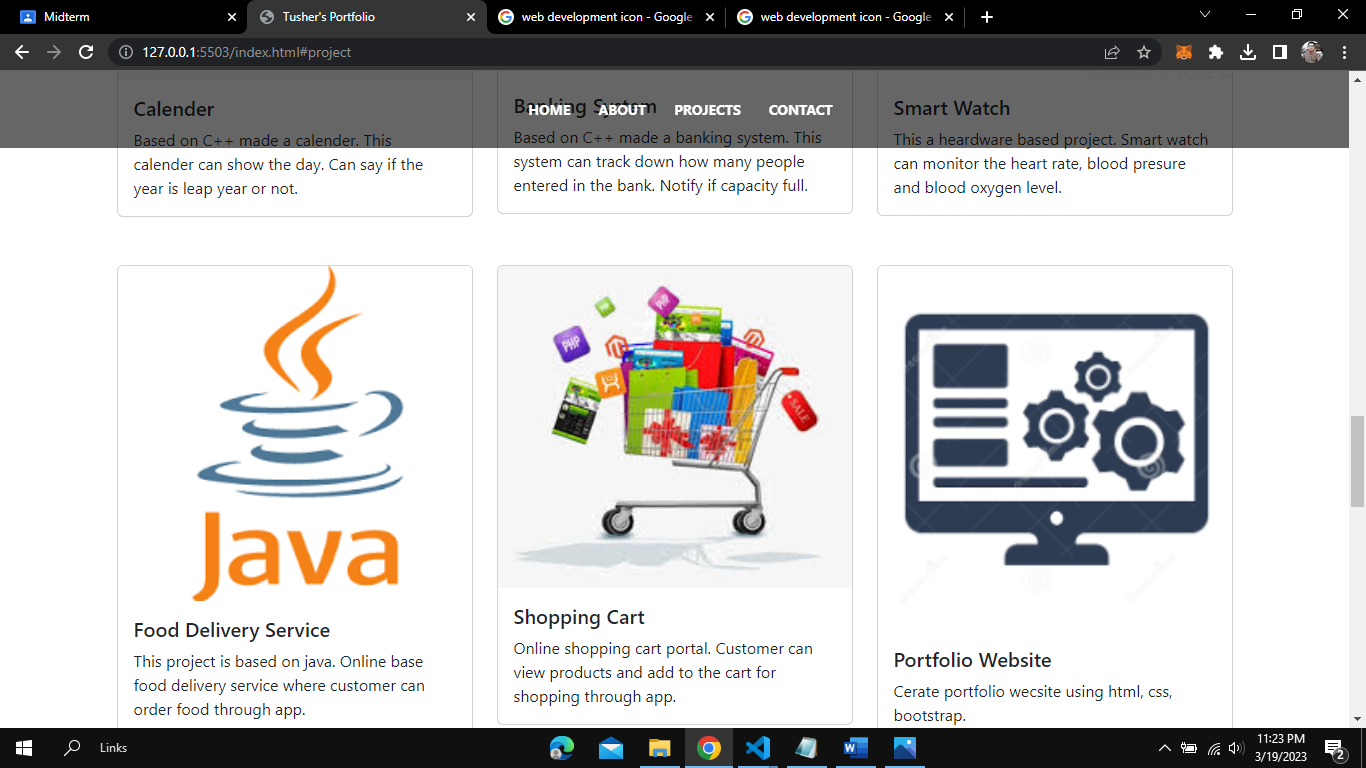 Midterm
Tusher's Portfolio
web development icon - Google
web development icon - Google
127.0.0.1:5503/index.html#project
HOME ABOUT PROJECTS CONTACT
Calender
Based on C++ made a calender. This
calender can show the day. Can say if the
year is leap year or not.
Banking System
Based on C++ made a banking system. This
system can track down how many people
entered in the bank. Notify if capacity full.
Smart Watch
This a heardware based project. Smart watch
can monitor the heart rate, blood presure
and blood oxygen level.
Java
Food Delivery Service
This project is based on java. Online base
food delivery service where customer can
order food through app.
PHP
PHP
SALE
Shopping Cart
Online shopping cart portal. Customer can
view products and add to the cart for
shopping through app.
Portfolio Website
Cerate portfolio wecsite using html, css,
bootstrap.
Links
11:23 PM
3/19/2023
2